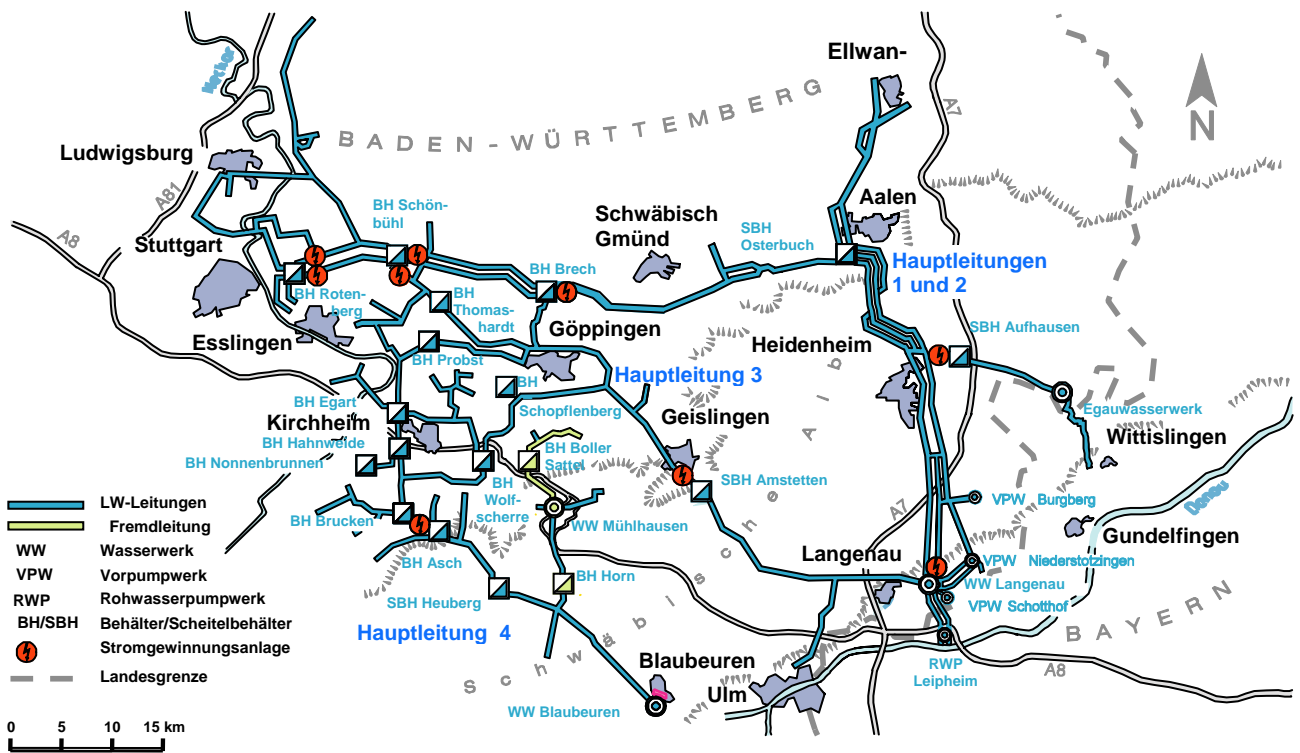 Ellwan-
Neckar
A7
N
BADEN-WÜRTTEMBERG
Ludwigsburg
A81
BH Schön-
bühl
Aalen
Schwäbisch
Gmünd
SBH
Osterbuch
A8
Stuttgart
Hauptleitungen
1 und 2
BH Brech
BH Roten-
berg
BH
Thomas-
hardt
Göppingen
SBH Aufhausen
Esslingen
Heidenheim
BH Probst
Hauptleitung 3
BH
Schopflenberg
BH Egart
Egauwasserwerk
Geislingen
Kirchheim
Wittislingen
BH Hahnweide
BH Boller
Sattel
BH Nonnenbrunnen
SBH Amstetten
BH
Wolf-
scherre
Donau
VPW Burgberg
A7
LW-Leitungen
Fremdleitung
BH Brucken
WW Mühlhausen
Gundelfingen
WW Wasserwerk
Langenau
BH Asch
VPW Niederstotzingen
VPW Vorpumpwerk
BH Horn
WW Langenau
RWP Rohwasserpumpwerk
SBH Heuberg
VPW Schotthof
BH/SBH Behälter/Scheitelbehälter
Hauptleitung 4
BAYERN
Stromgewinnungsanlage
Schwäbische Alb
Blaubeuren
RWP
Leipheim
A8
Landesgrenze
Ulm
WW Blaubeuren
0 5 10 15 km